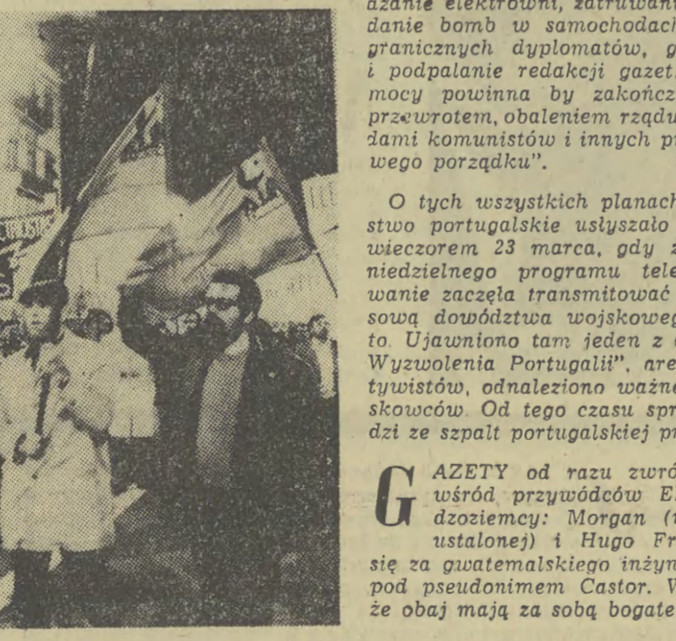 dzanie elektrowni, zatruwani
danie bomb w samochodach
granicznych dyplomatów, g
i podpalanie redakcji gazet.
mocy powinna by zakończ
przewrotem, obaleniem rządu
dami komunistów i innych pr
wego porządku".
O tych wszystkich planach
stwo portugalskie usłyszało
wieczorem 23 marca, gdy z
niedzielnego programu tele
wanie zaczęła transmitować
sową dowództwa wojskoweg
to. Ujawniono tam jeden z
Wyzwolenia Portugalii", are
tywistów, odnaleziono ważne
skowców. Od tego czasu spr
dzi ze szpalt portugalskiej pr
GAZETY od razu zwró
wśród przywódców E
dzoziemcy: Morgan (
ustalonej) i Hugo Fr
się za gwatemalskiego inżyn
pod pseudonimem Castor. W
że obaj mają za sobą bogate